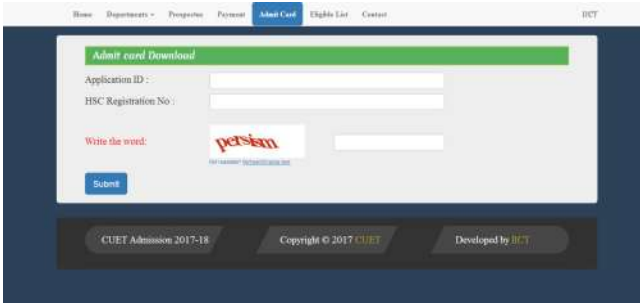 Home Departments Prospectus Payment Admit Card Eligible List Contact IICT
Admit card Download
Application ID :
HSC Registration No :
Write the word: persism
Submit
CUET Admission 2017-18 Copyright © 2017 CUET Developed by IICT